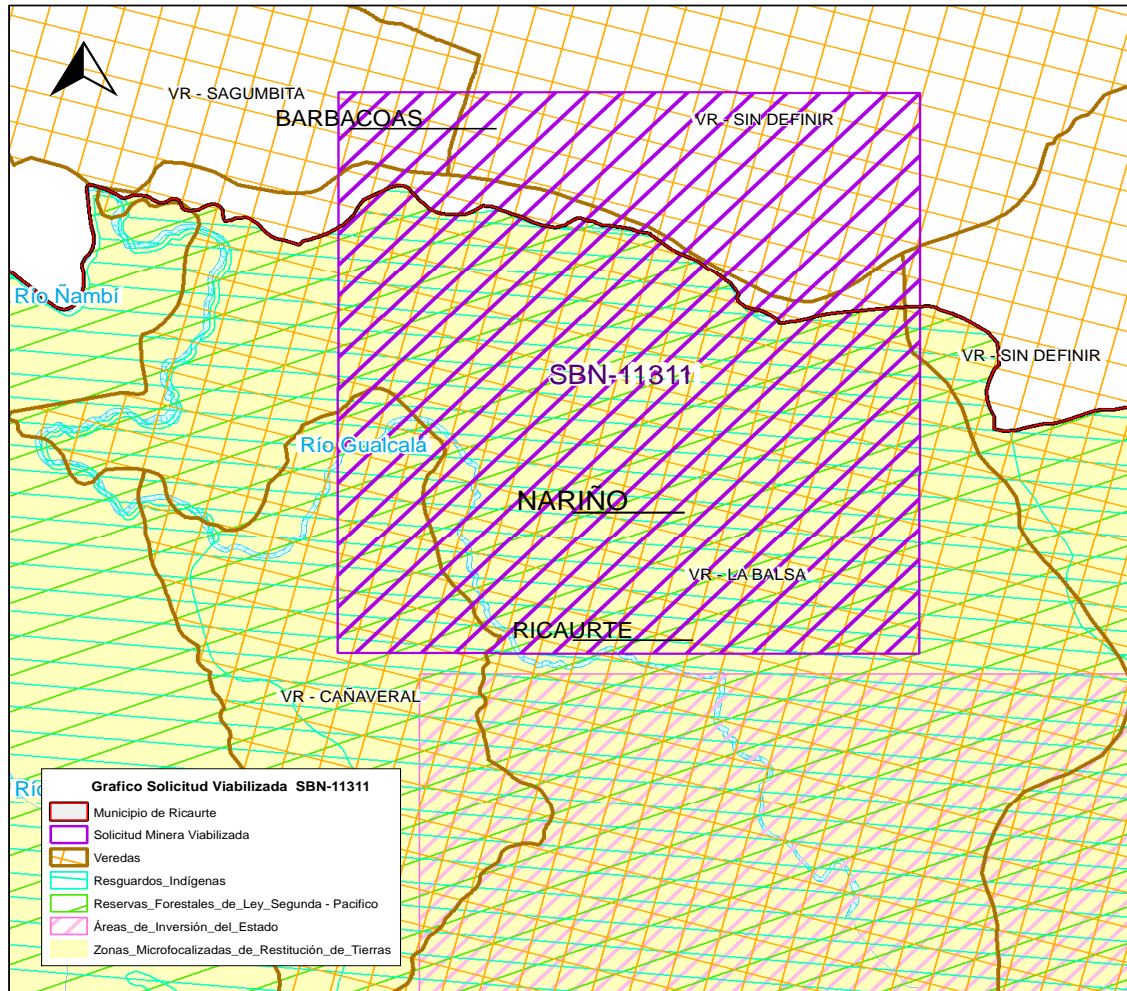 VR - SAGUMBITA
BARBACOAS
VR - SIN DEFINIR
Río Ñambí
VR - SIN DEFINIR
SBN-11311
Río Gualcalá
NARIÑO
VR - LA BALSA
RICAURTE
VR - CAÑAVERAL
Grafico Solicitud Viabilizada SBN-11311
Municipio de Ricaurte
Solicitud Minera Viabilizada
Veredas
Resguardos_Indígenas
Reservas_Forestales_de_Ley_Segunda - Pacifico
Áreas_de_Inversión_del_Estado
Zonas_Microfocalizadas_de_Restitución_de_Tierras